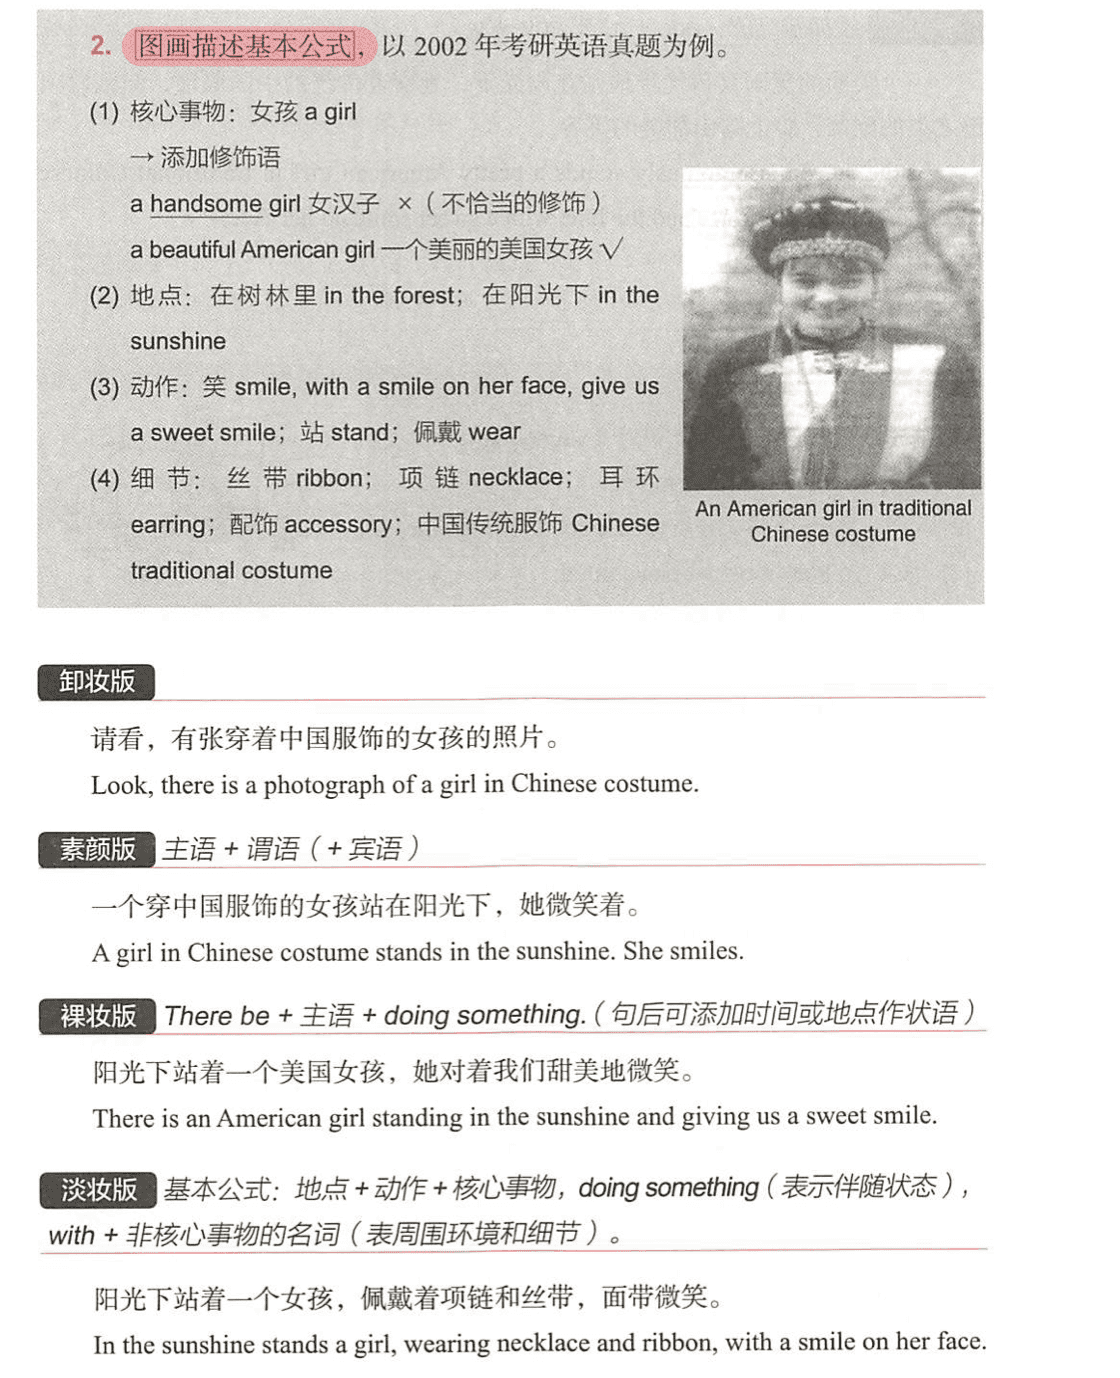 2. 图画描述基本公式，以 2002 年考研英语真题为例。
(1) 核心事物：女孩 a girl
→ 添加修饰语
a handsome girl 女汉子 ×（不恰当的修饰）
a beautiful American girl 一个美丽的美国女孩 √
(2) 地点：在树林里 in the forest；在阳光下 in the
sunshine
(3) 动作：笑 smile, with a smile on her face, give us
a sweet smile；站 stand；佩戴 wear
(4) 细节：丝带 ribbon；项链 necklace；耳环
earring；配饰 accessory；中国传统服饰 Chinese
traditional costume
An American girl in traditional
Chinese costume
卸妆版
请看，有张穿着中国服饰的女孩的照片。
Look, there is a photograph of a girl in Chinese costume.
素颜版 主语 + 谓语（+ 宾语）
一个穿中国服饰的女孩站在阳光下，她微笑着。
A girl in Chinese costume stands in the sunshine. She smiles.
裸妆版 There be + 主语 + doing something.（句后可添加时间或地点作状语）
阳光下站着一个美国女孩，她对着我们甜美地微笑。
There is an American girl standing in the sunshine and giving us a sweet smile.
淡妆版 基本公式：地点 + 动作 + 核心事物，doing something（表示伴随状态），
with + 非核心事物的名词（表周围环境和细节）。
阳光下站着一个女孩，佩戴着项链和丝带，面带微笑。
In the sunshine stands a girl, wearing necklace and ribbon, with a smile on her face.